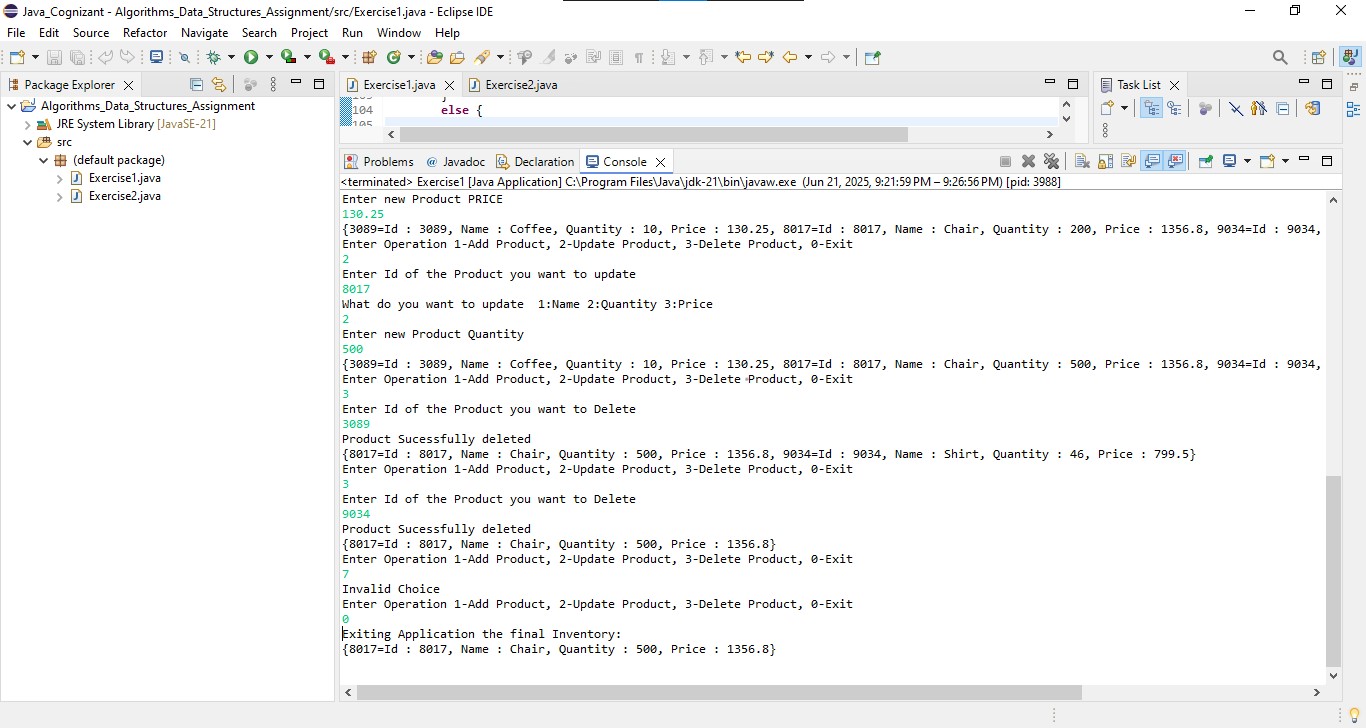 Java_Cognizant - Algorithms_Data_Structures_Assignment/src/Exercise1.java - Eclipse IDE
File Edit Source Refactor Navigate Search Project Run Window Help
Package Explorer
Exercise1.java
Exercise2.java
Task List
Algorithms_Data_Structures_Assignment
JRE System Library [JavaSE-21]
src
(default package)
Exercise1.java
Exercise2.java
104 else {
105
Problems Javadoc Declaration Console
<terminated> Exercise1 [Java Application] C:\Program Files\Java\jdk-21\bin\javaw.exe (Jun 21, 2025, 9:21:59 PM – 9:26:56 PM) [pid: 3988]
Enter new Product PRICE
130.25
{3089=Id : 3089, Name : Coffee, Quantity : 10, Price : 130.25, 8017=Id : 8017, Name : Chair, Quantity : 200, Price : 1356.8, 9034=Id : 9034,
Enter Operation 1-Add Product, 2-Update Product, 3-Delete Product, 0-Exit
2
Enter Id of the Product you want to update
8017
What do you want to update  1:Name 2:Quantity 3:Price
2
Enter new Product Quantity
500
{3089=Id : 3089, Name : Coffee, Quantity : 10, Price : 130.25, 8017=Id : 8017, Name : Chair, Quantity : 500, Price : 1356.8, 9034=Id : 9034,
Enter Operation 1-Add Product, 2-Update Product, 3-Delete Product, 0-Exit
3
Enter Id of the Product you want to Delete
3089
Product Sucessfully deleted
{8017=Id : 8017, Name : Chair, Quantity : 500, Price : 1356.8, 9034=Id : 9034, Name : Shirt, Quantity : 46, Price : 799.5}
Enter Operation 1-Add Product, 2-Update Product, 3-Delete Product, 0-Exit
3
Enter Id of the Product you want to Delete
9034
Product Sucessfully deleted
{8017=Id : 8017, Name : Chair, Quantity : 500, Price : 1356.8}
Enter Operation 1-Add Product, 2-Update Product, 3-Delete Product, 0-Exit
7
Invalid Choice
Enter Operation 1-Add Product, 2-Update Product, 3-Delete Product, 0-Exit
0
Exiting Application the final Inventory:
{8017=Id : 8017, Name : Chair, Quantity : 500, Price : 1356.8}